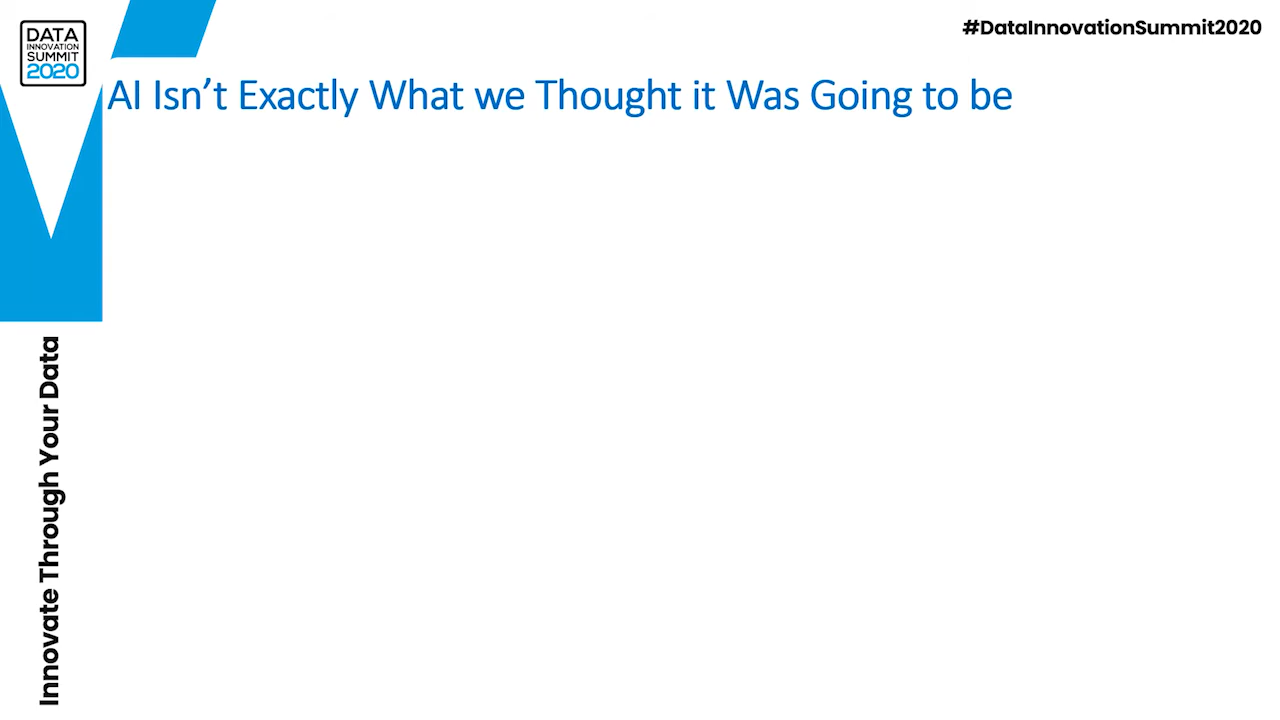 DATA
INNOVATION
SUMMIT
2020
#DataInnovationSummit2020
AI Isn’t Exactly What we Thought it Was Going to be
Innovate Through Your Data